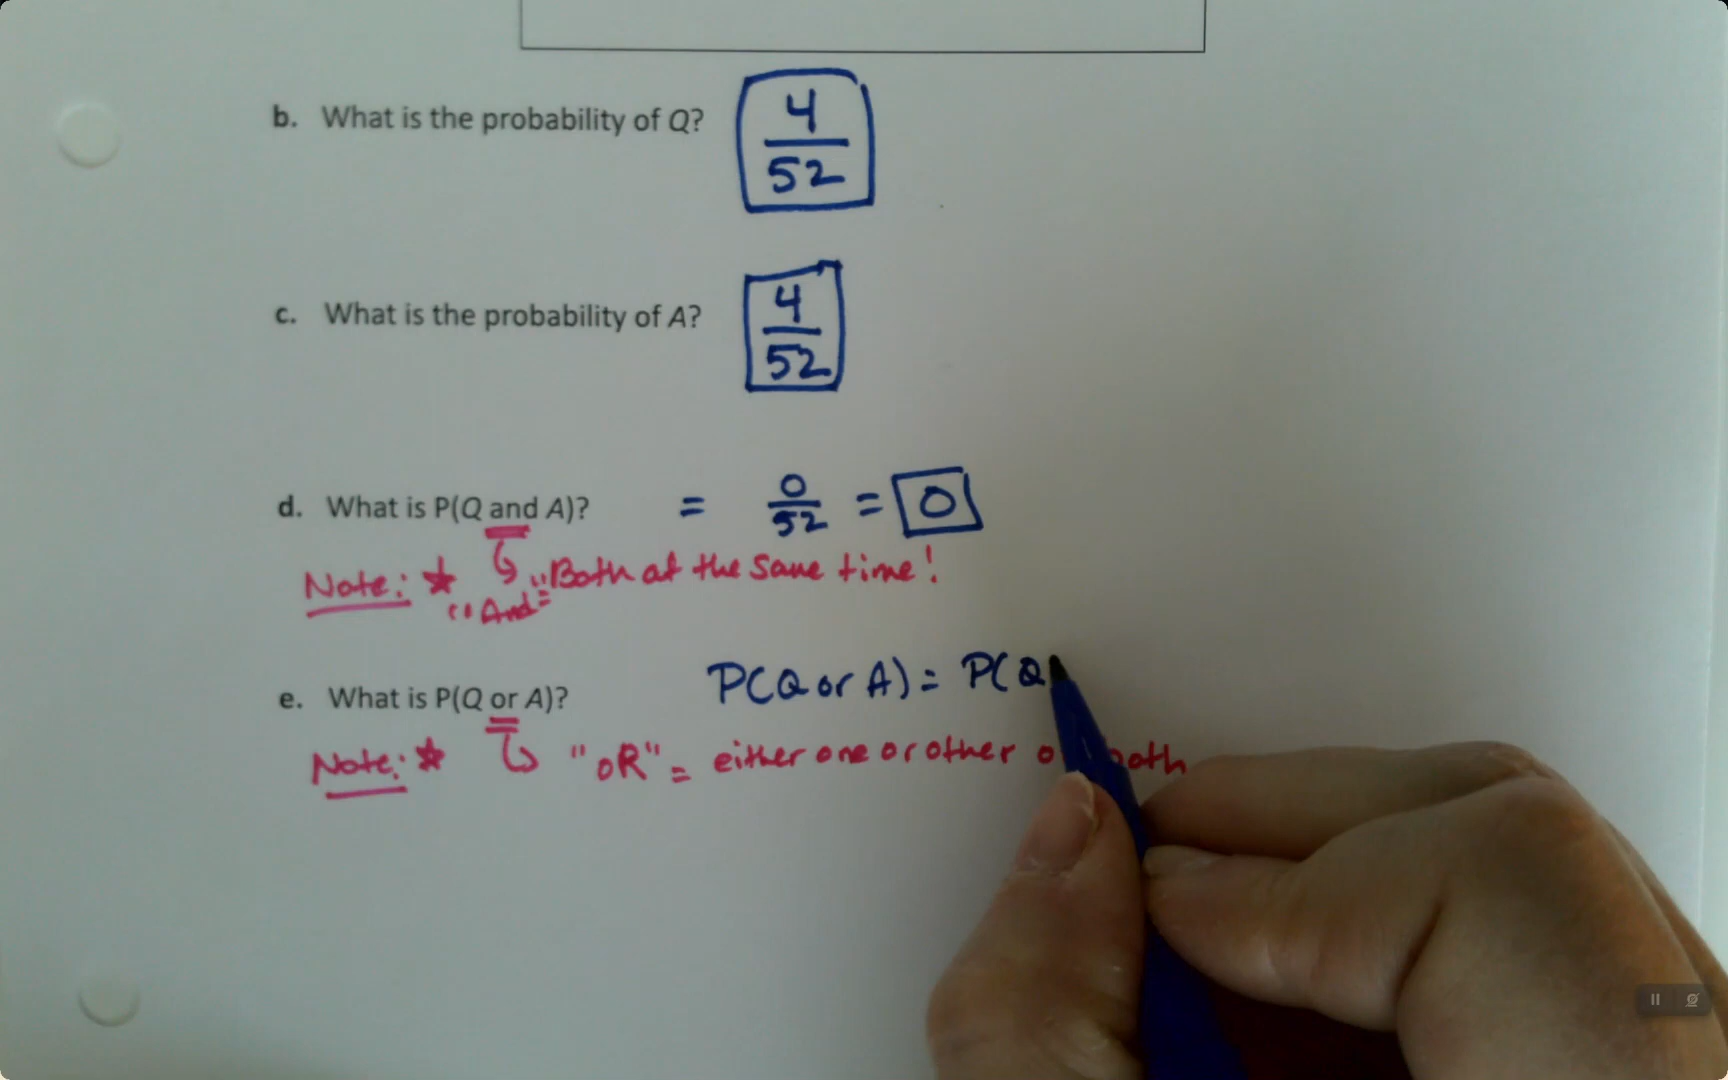 b. What is the probability of Q?
4
52
c. What is the probability of A?
4
52
d. What is P(Q and A)? = 0/52 = 0
Note: ★ "And" = Both at the same time!
P(Q or A) = P(Q
e. What is P(Q or A)?
Note: ★ "OR" = either one or other both